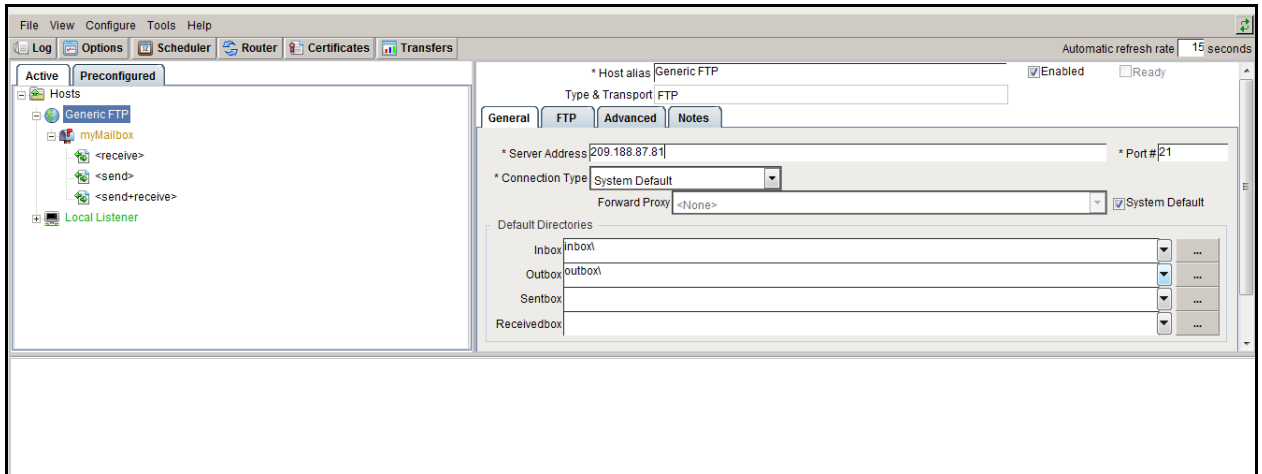 File View Configure Tools Help
Log Options Scheduler Router Certificates Transfers Automatic refresh rate 15 seconds
Active Preconfigured
Hosts
Generic FTP
myMailbox
<receive>
<send>
<send+receive>
Local Listener
* Host alias Generic FTP Enabled Ready
Type & Transport FTP
General FTP Advanced Notes
* Server Address 209.188.87.81 * Port # 21
* Connection Type System Default
Forward Proxy <None> System Default
Default Directories
Inbox inbox\ ...
Outbox outbox\ ...
Sentbox ...
Receivedbox ...